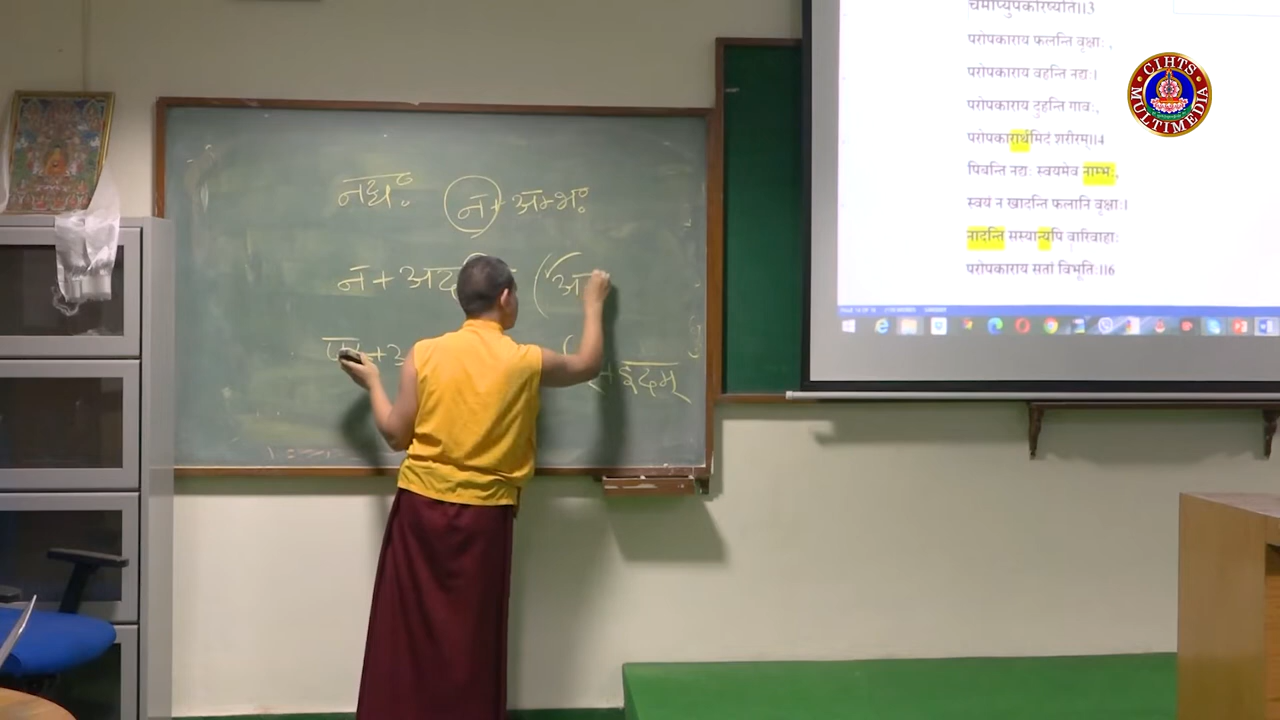 परोपकाराय फलन्ति वृक्षाः,
परोपकाराय वहन्ति नद्यः।
परोपकाराय दुहन्ति गावः,
परोपकारार्थमिदं शरीरम्॥4
पिबन्ति नद्यः स्वयमेव नाम्भः,
स्वयं न खादन्ति फलानि वृक्षाः।
नादन्ति सस्यान्यपि वारिवाहाः
परोपकाराय सतां विभूतिः॥6
CIHTS
MULTIMEDIA
न + अम्भः
न + अद
+ इदम्